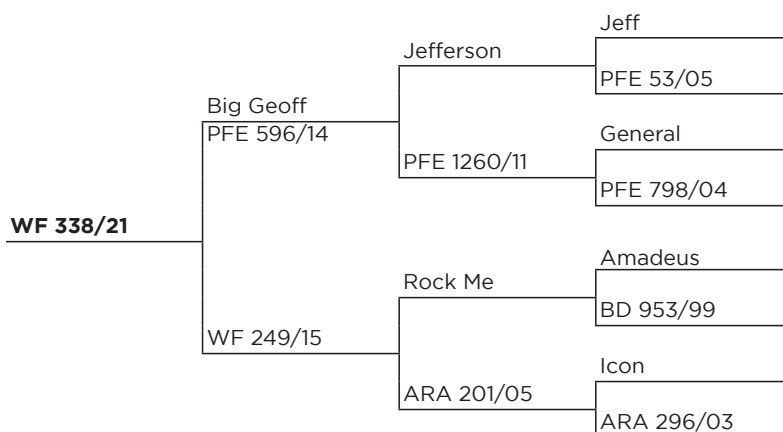 Jeff
Jefferson
PFE 53/05
Big Geoff
PFE 596/14
General
PFE 1260/11
PFE 798/04
WF 338/21
Amadeus
Rock Me
BD 953/99
WF 249/15
Icon
ARA 201/05
ARA 296/03